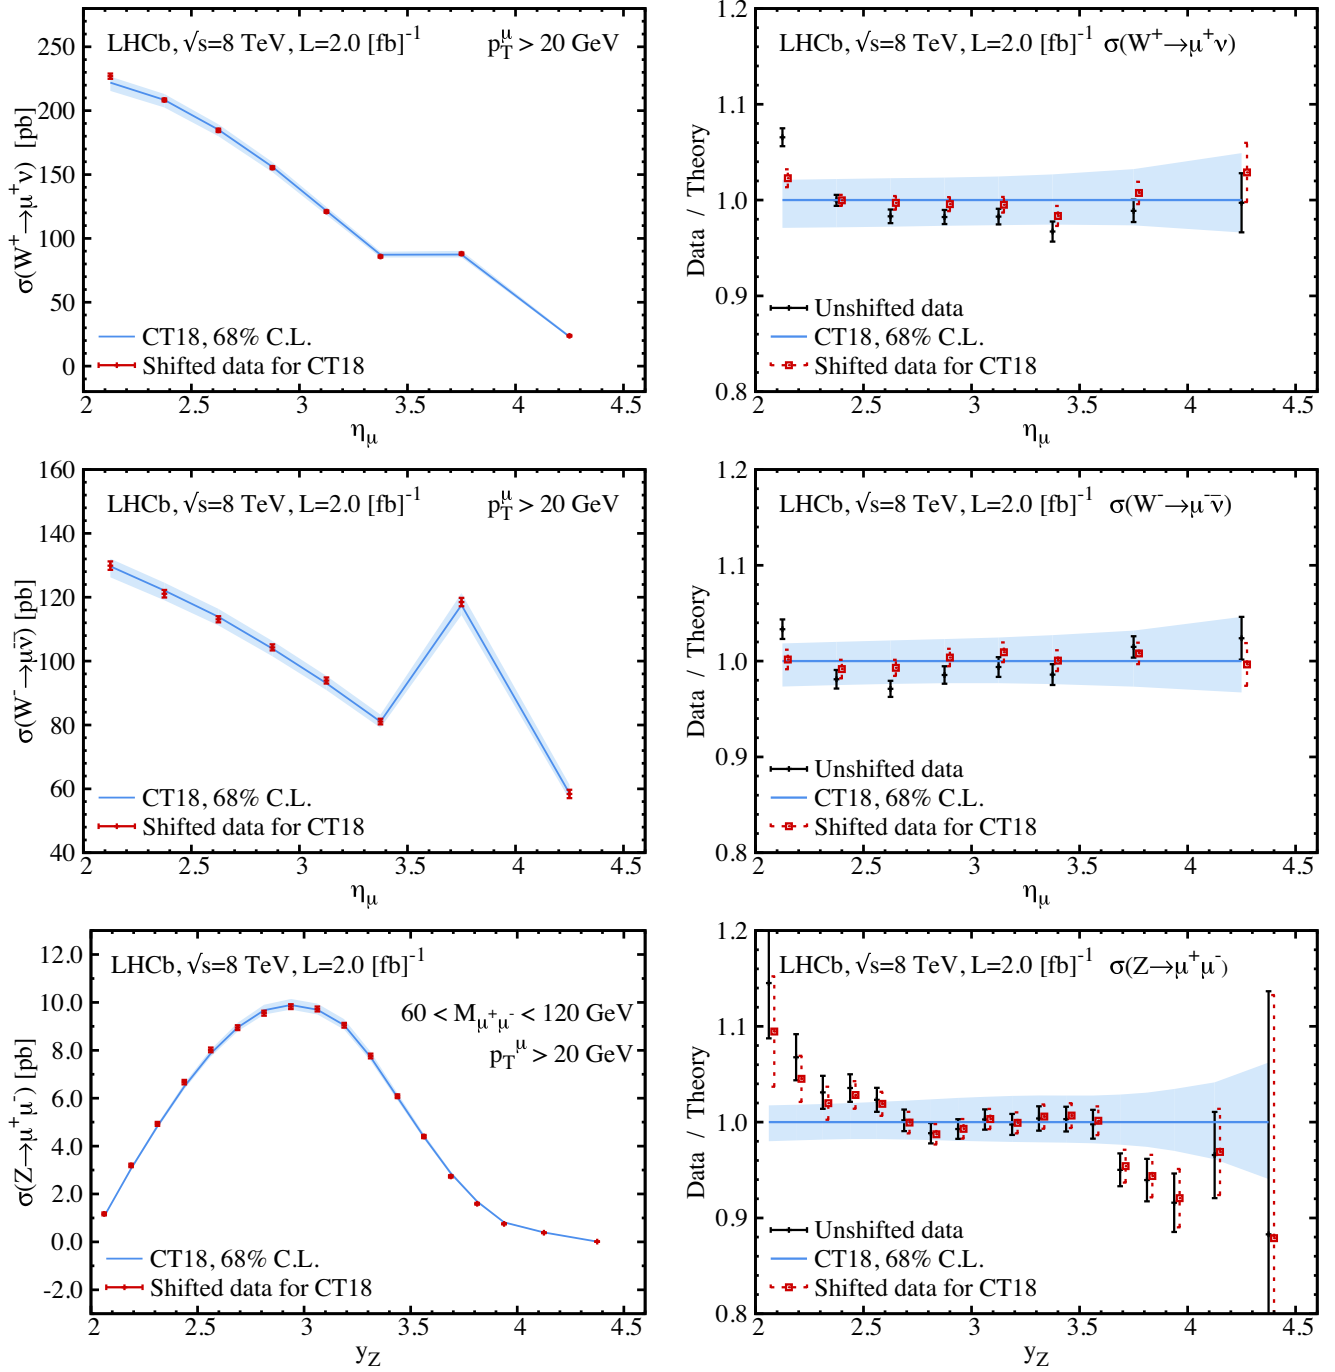 LHCb, √s=8 TeV, L=2.0 [fb]⁻¹ p_T^μ > 20 GeV
σ(W⁺→μ⁺ν) [pb]
250
200
150
100
50
0
CT18, 68% C.L.
Shifted data for CT18
2 2.5 3 3.5 4 4.5
η_μ
LHCb, √s=8 TeV, L=2.0 [fb]⁻¹ σ(W⁺→μ⁺ν)
Data / Theory
1.2
1.1
1.0
0.9
0.8
Unshifted data
CT18, 68% C.L.
Shifted data for CT18
2 2.5 3 3.5 4 4.5
η_μ
LHCb, √s=8 TeV, L=2.0 [fb]⁻¹ p_T^μ > 20 GeV
σ(W⁻→μν̅) [pb]
160
140
120
100
80
60
40
CT18, 68% C.L.
Shifted data for CT18
2 2.5 3 3.5 4 4.5
η_μ
LHCb, √s=8 TeV, L=2.0 [fb]⁻¹ σ(W⁻→μ⁻ν̅)
Data / Theory
1.2
1.1
1.0
0.9
0.8
Unshifted data
CT18, 68% C.L.
Shifted data for CT18
2 2.5 3 3.5 4 4.5
η_μ
LHCb, √s=8 TeV, L=2.0 [fb]⁻¹
60 < M_μ⁺μ⁻ < 120 GeV
p_T^μ > 20 GeV
σ(Z→μ⁺μ⁻) [pb]
12.0
10.0
8.0
6.0
4.0
2.0
0.0
-2.0
CT18, 68% C.L.
Shifted data for CT18
2 2.5 3 3.5 4 4.5
y_Z
LHCb, √s=8 TeV, L=2.0 [fb]⁻¹ σ(Z→μ⁺μ⁻)
Data / Theory
1.2
1.1
1.0
0.9
0.8
Unshifted data
CT18, 68% C.L.
Shifted data for CT18
2 2.5 3 3.5 4 4.5
y_Z